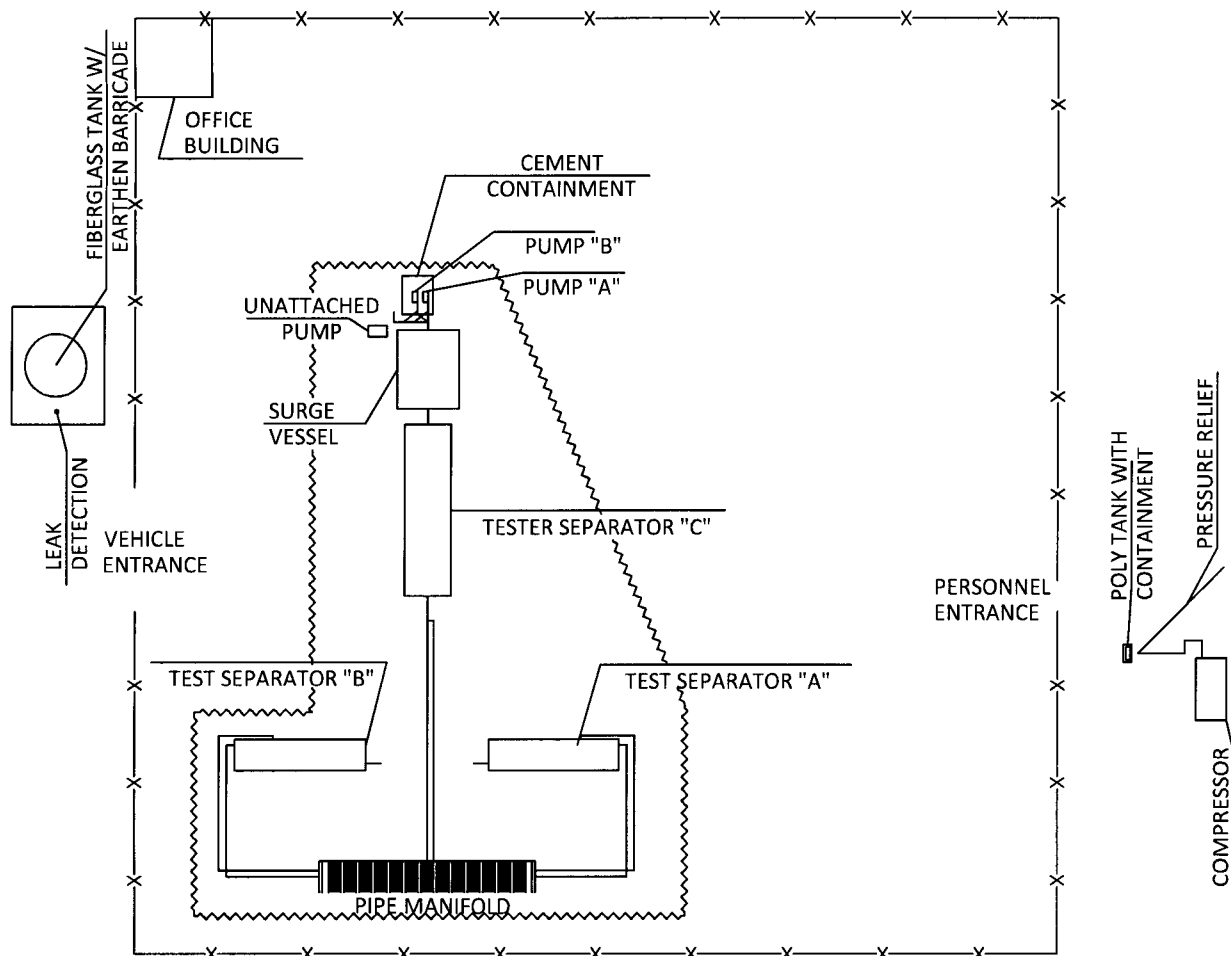 FIBERGLASS TANK W/
EARTHEN BARRICADE
OFFICE
BUILDING
CEMENT
CONTAINMENT
PUMP "B"
PUMP "A"
UNATTACHED
PUMP
SURGE
VESSEL
LEAK
DETECTION
VEHICLE
ENTRANCE
TESTER SEPARATOR "C"
PERSONNEL
ENTRANCE
POLY TANK WITH
CONTAINMENT
PRESSURE RELIEF
TEST SEPARATOR "B"
TEST SEPARATOR "A"
COMPRESSOR
PIPE MANIFOLD